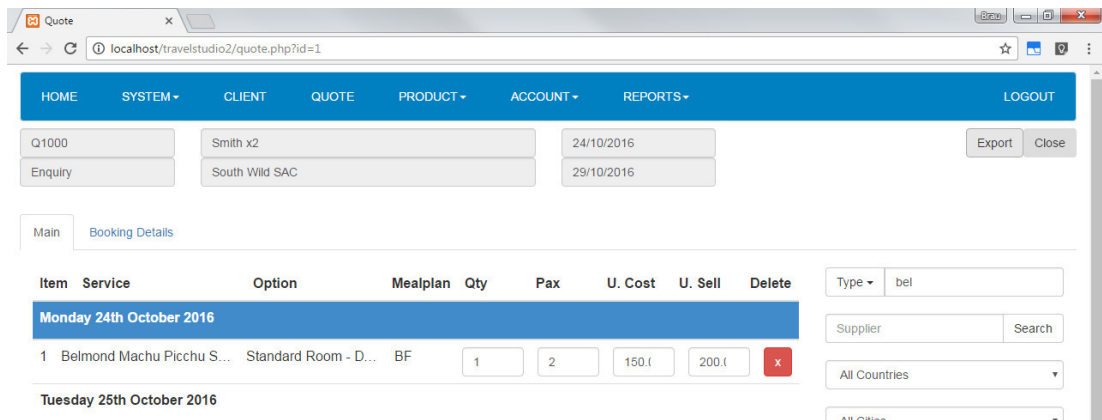 Quote
Brau
localhost/travelstudio2/quote.php?id=1
HOME SYSTEM CLIENT QUOTE PRODUCT ACCOUNT REPORTS LOGOUT
Q1000 Smith x2 24/10/2016 Export Close
Enquiry South Wild SAC 29/10/2016
Main Booking Details
Item Service Option Mealplan Qty Pax U. Cost U. Sell Delete
Type bel
Monday 24th October 2016
Supplier Search
1 Belmond Machu Picchu S... Standard Room - D... BF 1 2 150.( 200.( x
All Countries
Tuesday 25th October 2016
All Cities